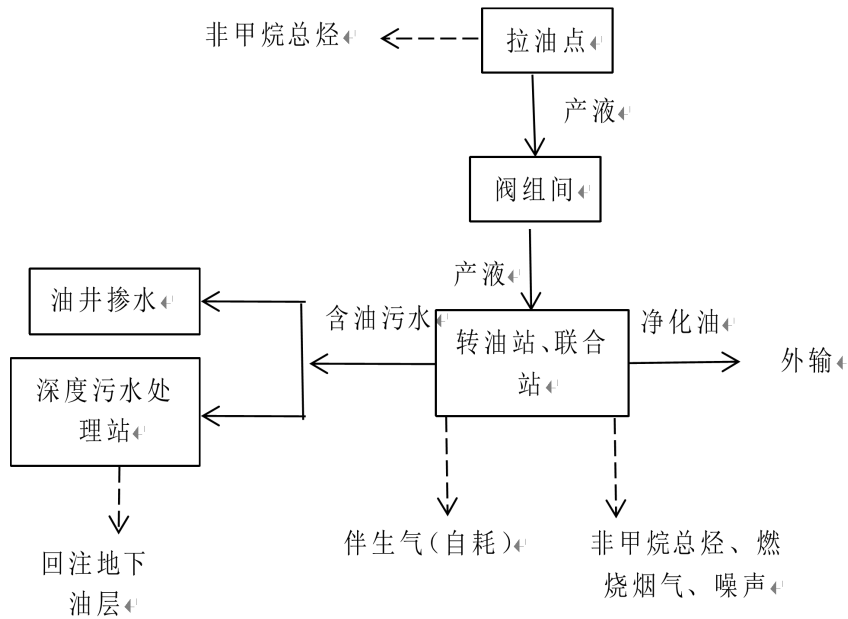 非甲烷总烃
拉油点
产液
阀组间
产液
油井掺水
含油污水
转油站、联合
站
净化油
外输
深度污水处
理站
伴生气(自耗)
非甲烷总烃、燃
烧烟气、噪声
回注地下
油层